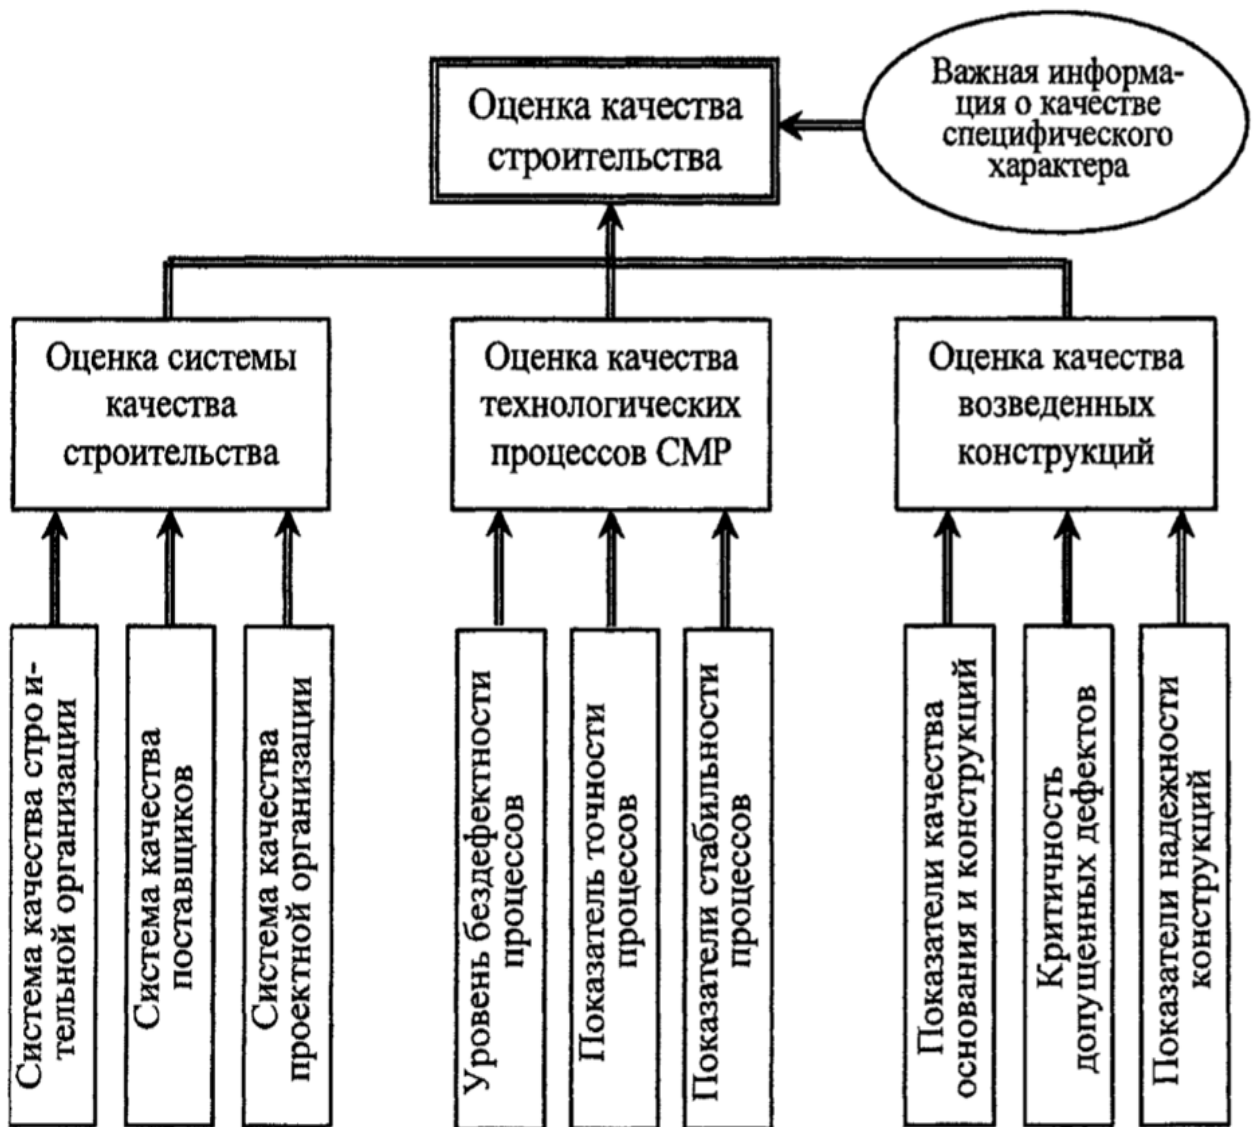 Оценка качества
строительства
Важная информа-
ция о качестве
специфического
характера
Оценка системы
качества
строительства
Оценка качества
технологических
процессов СМР
Оценка качества
возведенных
конструкций
Система качества строи-
тельной организации
Система качества
поставщиков
Система качества
проектной организации
Уровень бездефектности
процессов
Показатель точности
процессов
Показатели стабильности
процессов
Показатели качества
основания и конструкций
Критичность
допущенных дефектов
Показатели надежности
конструкций